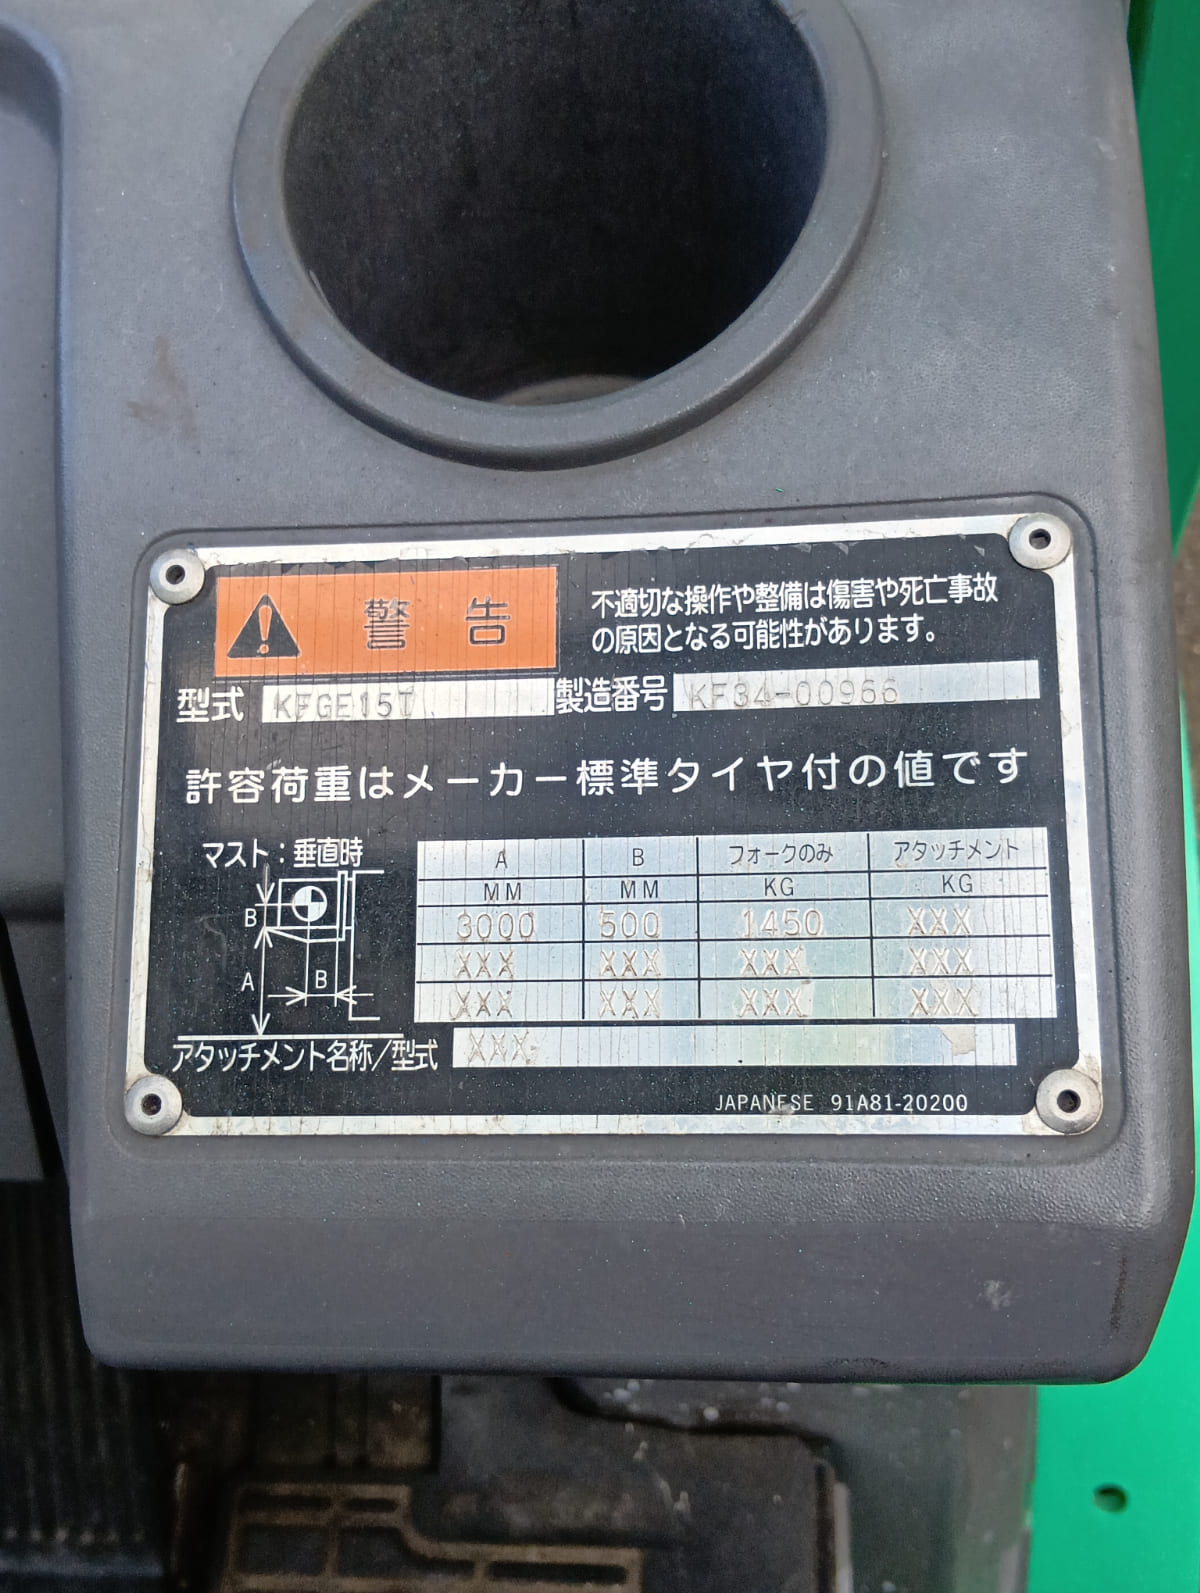 警告
不適切な操作や整備は傷害や死亡事故
の原因となる可能性があります。
型式 KFGE15T 製造番号 KF34-00966
許容荷重はメーカー標準タイヤ付の値です
マスト：垂直時
B
A
B
A B フォークのみ アタッチメント
MM MM KG KG
3000 500 1450 XXX
XXX XXX XXX XXX
XXX XXX XXX XXX
アタッチメント名称／型式 XXX
JAPANESE 91A81-20200